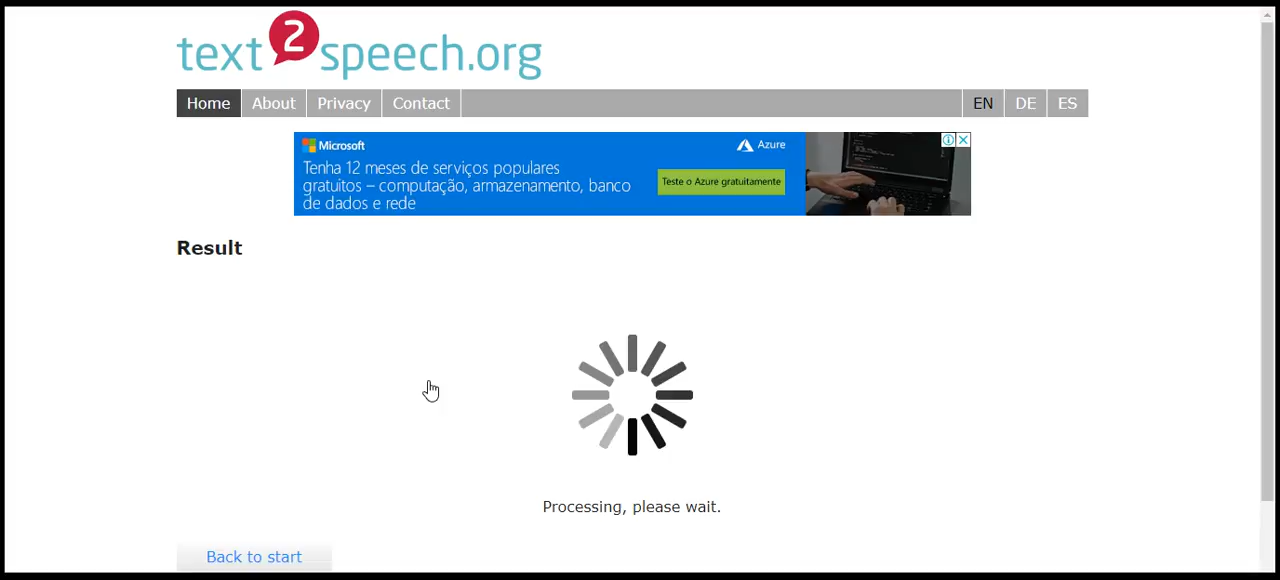 text2speech.org
Home About Privacy Contact EN DE ES
Microsoft
Azure
Tenha 12 meses de serviços populares
gratuitos – computação, armazenamento, banco
de dados e rede
Teste o Azure gratuitamente
Result
Processing, please wait.
Back to start